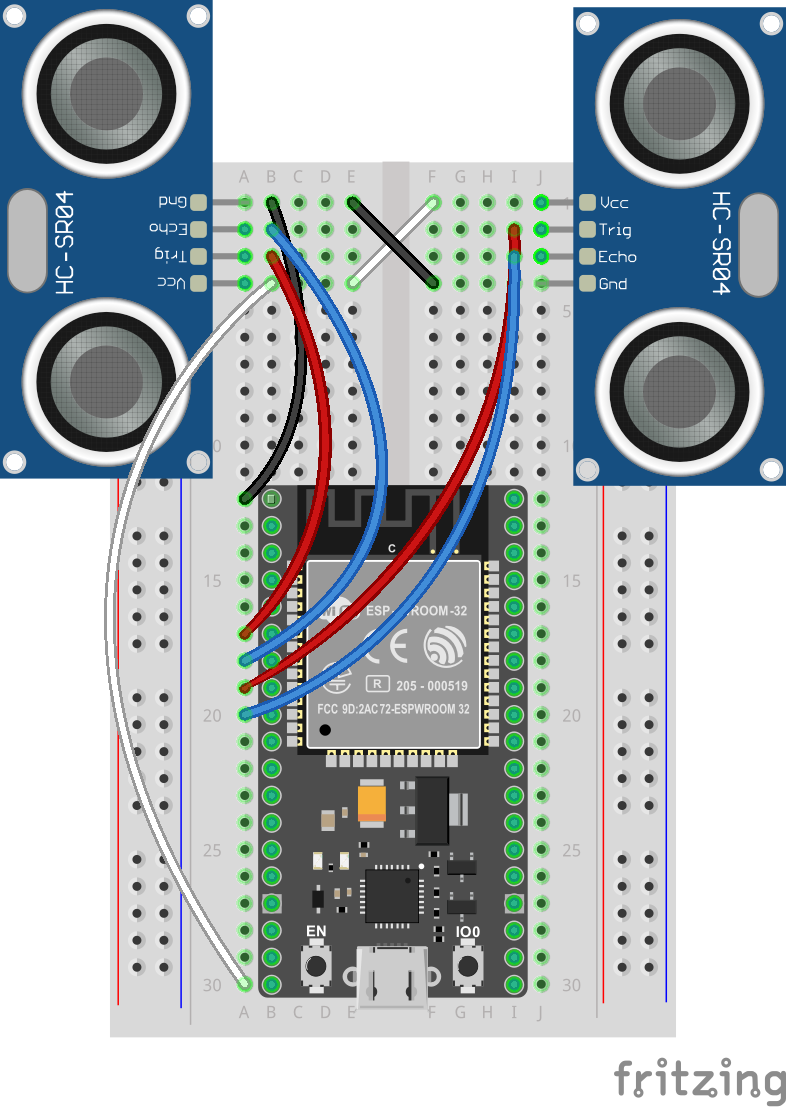 A B C D E F G H I J
Gnd
Echo
Trig
Vcc
HC-SR04
Vcc
Trig
Echo
Gnd
HC-SR04
5
10
15
15
C
ESP-WROOM-32
CE
R 205 - 000519
FCC 9D:2AC72-ESPWROOM 32
20
20
25
25
EN
IO0
30
30
A B C D E F G H I J
fritzing